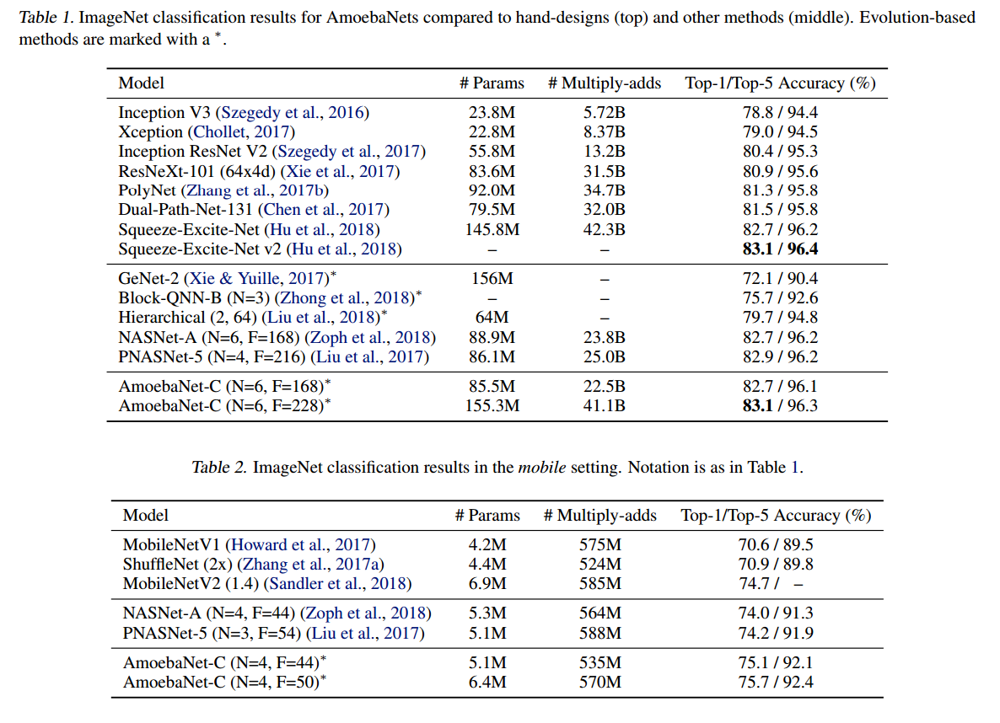 Table 1. ImageNet classification results for AmoebaNets compared to hand-designs (top) and other methods (middle). Evolution-based
methods are marked with a *.
Model # Params # Multiply-adds Top-1/Top-5 Accuracy (%)
Inception V3 (Szegedy et al., 2016) 23.8M 5.72B 78.8 / 94.4
Xception (Chollet, 2017) 22.8M 8.37B 79.0 / 94.5
Inception ResNet V2 (Szegedy et al., 2017) 55.8M 13.2B 80.4 / 95.3
ResNeXt-101 (64x4d) (Xie et al., 2017) 83.6M 31.5B 80.9 / 95.6
PolyNet (Zhang et al., 2017b) 92.0M 34.7B 81.3 / 95.8
Dual-Path-Net-131 (Chen et al., 2017) 79.5M 32.0B 81.5 / 95.8
Squeeze-Excite-Net (Hu et al., 2018) 145.8M 42.3B 82.7 / 96.2
Squeeze-Excite-Net v2 (Hu et al., 2018) – – 83.1 / 96.4
GeNet-2 (Xie & Yuille, 2017)* 156M – 72.1 / 90.4
Block-QNN-B (N=3) (Zhong et al., 2018)* – – 75.7 / 92.6
Hierarchical (2, 64) (Liu et al., 2018)* 64M – 79.7 / 94.8
NASNet-A (N=6, F=168) (Zoph et al., 2018) 88.9M 23.8B 82.7 / 96.2
PNASNet-5 (N=4, F=216) (Liu et al., 2017) 86.1M 25.0B 82.9 / 96.2
AmoebaNet-C (N=6, F=168)* 85.5M 22.5B 82.7 / 96.1
AmoebaNet-C (N=6, F=228)* 155.3M 41.1B 83.1 / 96.3
Table 2. ImageNet classification results in the mobile setting. Notation is as in Table 1.
Model # Params # Multiply-adds Top-1/Top-5 Accuracy (%)
MobileNetV1 (Howard et al., 2017) 4.2M 575M 70.6 / 89.5
ShuffleNet (2x) (Zhang et al., 2017a) 4.4M 524M 70.9 / 89.8
MobileNetV2 (1.4) (Sandler et al., 2018) 6.9M 585M 74.7 / –
NASNet-A (N=4, F=44) (Zoph et al., 2018) 5.3M 564M 74.0 / 91.3
PNASNet-5 (N=3, F=54) (Liu et al., 2017) 5.1M 588M 74.2 / 91.9
AmoebaNet-C (N=4, F=44)* 5.1M 535M 75.1 / 92.1
AmoebaNet-C (N=4, F=50)* 6.4M 570M 75.7 / 92.4